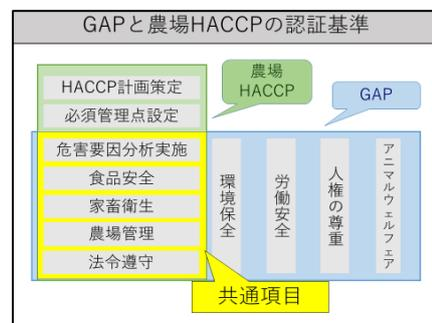 GAPと農場HACCPの認証基準
農場
HACCP
GAP
HACCP計画策定
必須管理点設定
危害要因分析実施
食品安全
家畜衛生
農場管理
法令遵守
環境保全
労働安全
人権の尊重
アニマルウェルフェア
共通項目